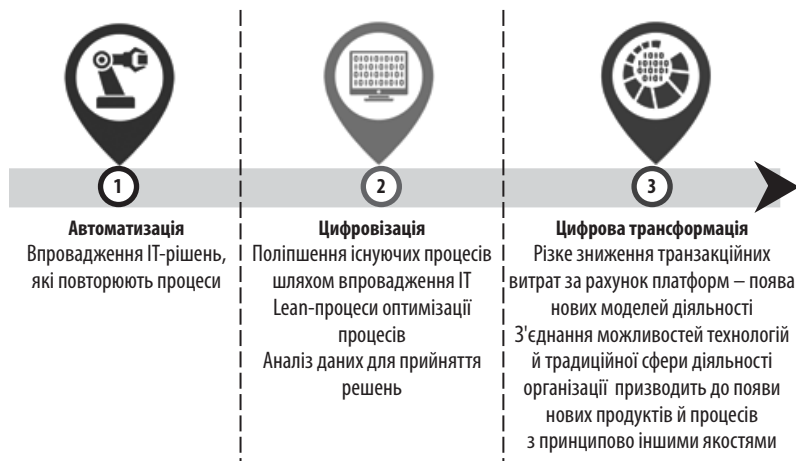 1
Автоматизація
Впровадження ІТ-рішень,
які повторюють процеси
2
Цифровізація
Поліпшення існуючих процесів
шляхом впровадження ІТ
Lean-процеси оптимізації
процесів
Аналіз даних для прийняття
решень
3
Цифрова трансформація
Різке зниження транзакційних
витрат за рахунок платформ – поява
нових моделей діяльності
З'єднання можливостей технологій
й традиційної сфери діяльності
організації призводить до появи
нових продуктів й процесів
з принципово іншими якостями